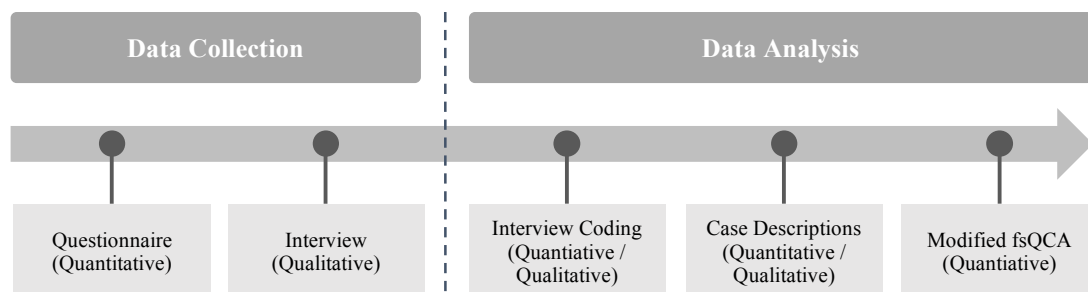 Data Collection
Data Analysis
Questionnaire
(Quantitative)
Interview
(Qualitative)
Interview Coding
(Quantiative /
Qualitative)
Case Descriptions
(Quantitative /
Qualitative)
Modified fsQCA
(Quantiative)